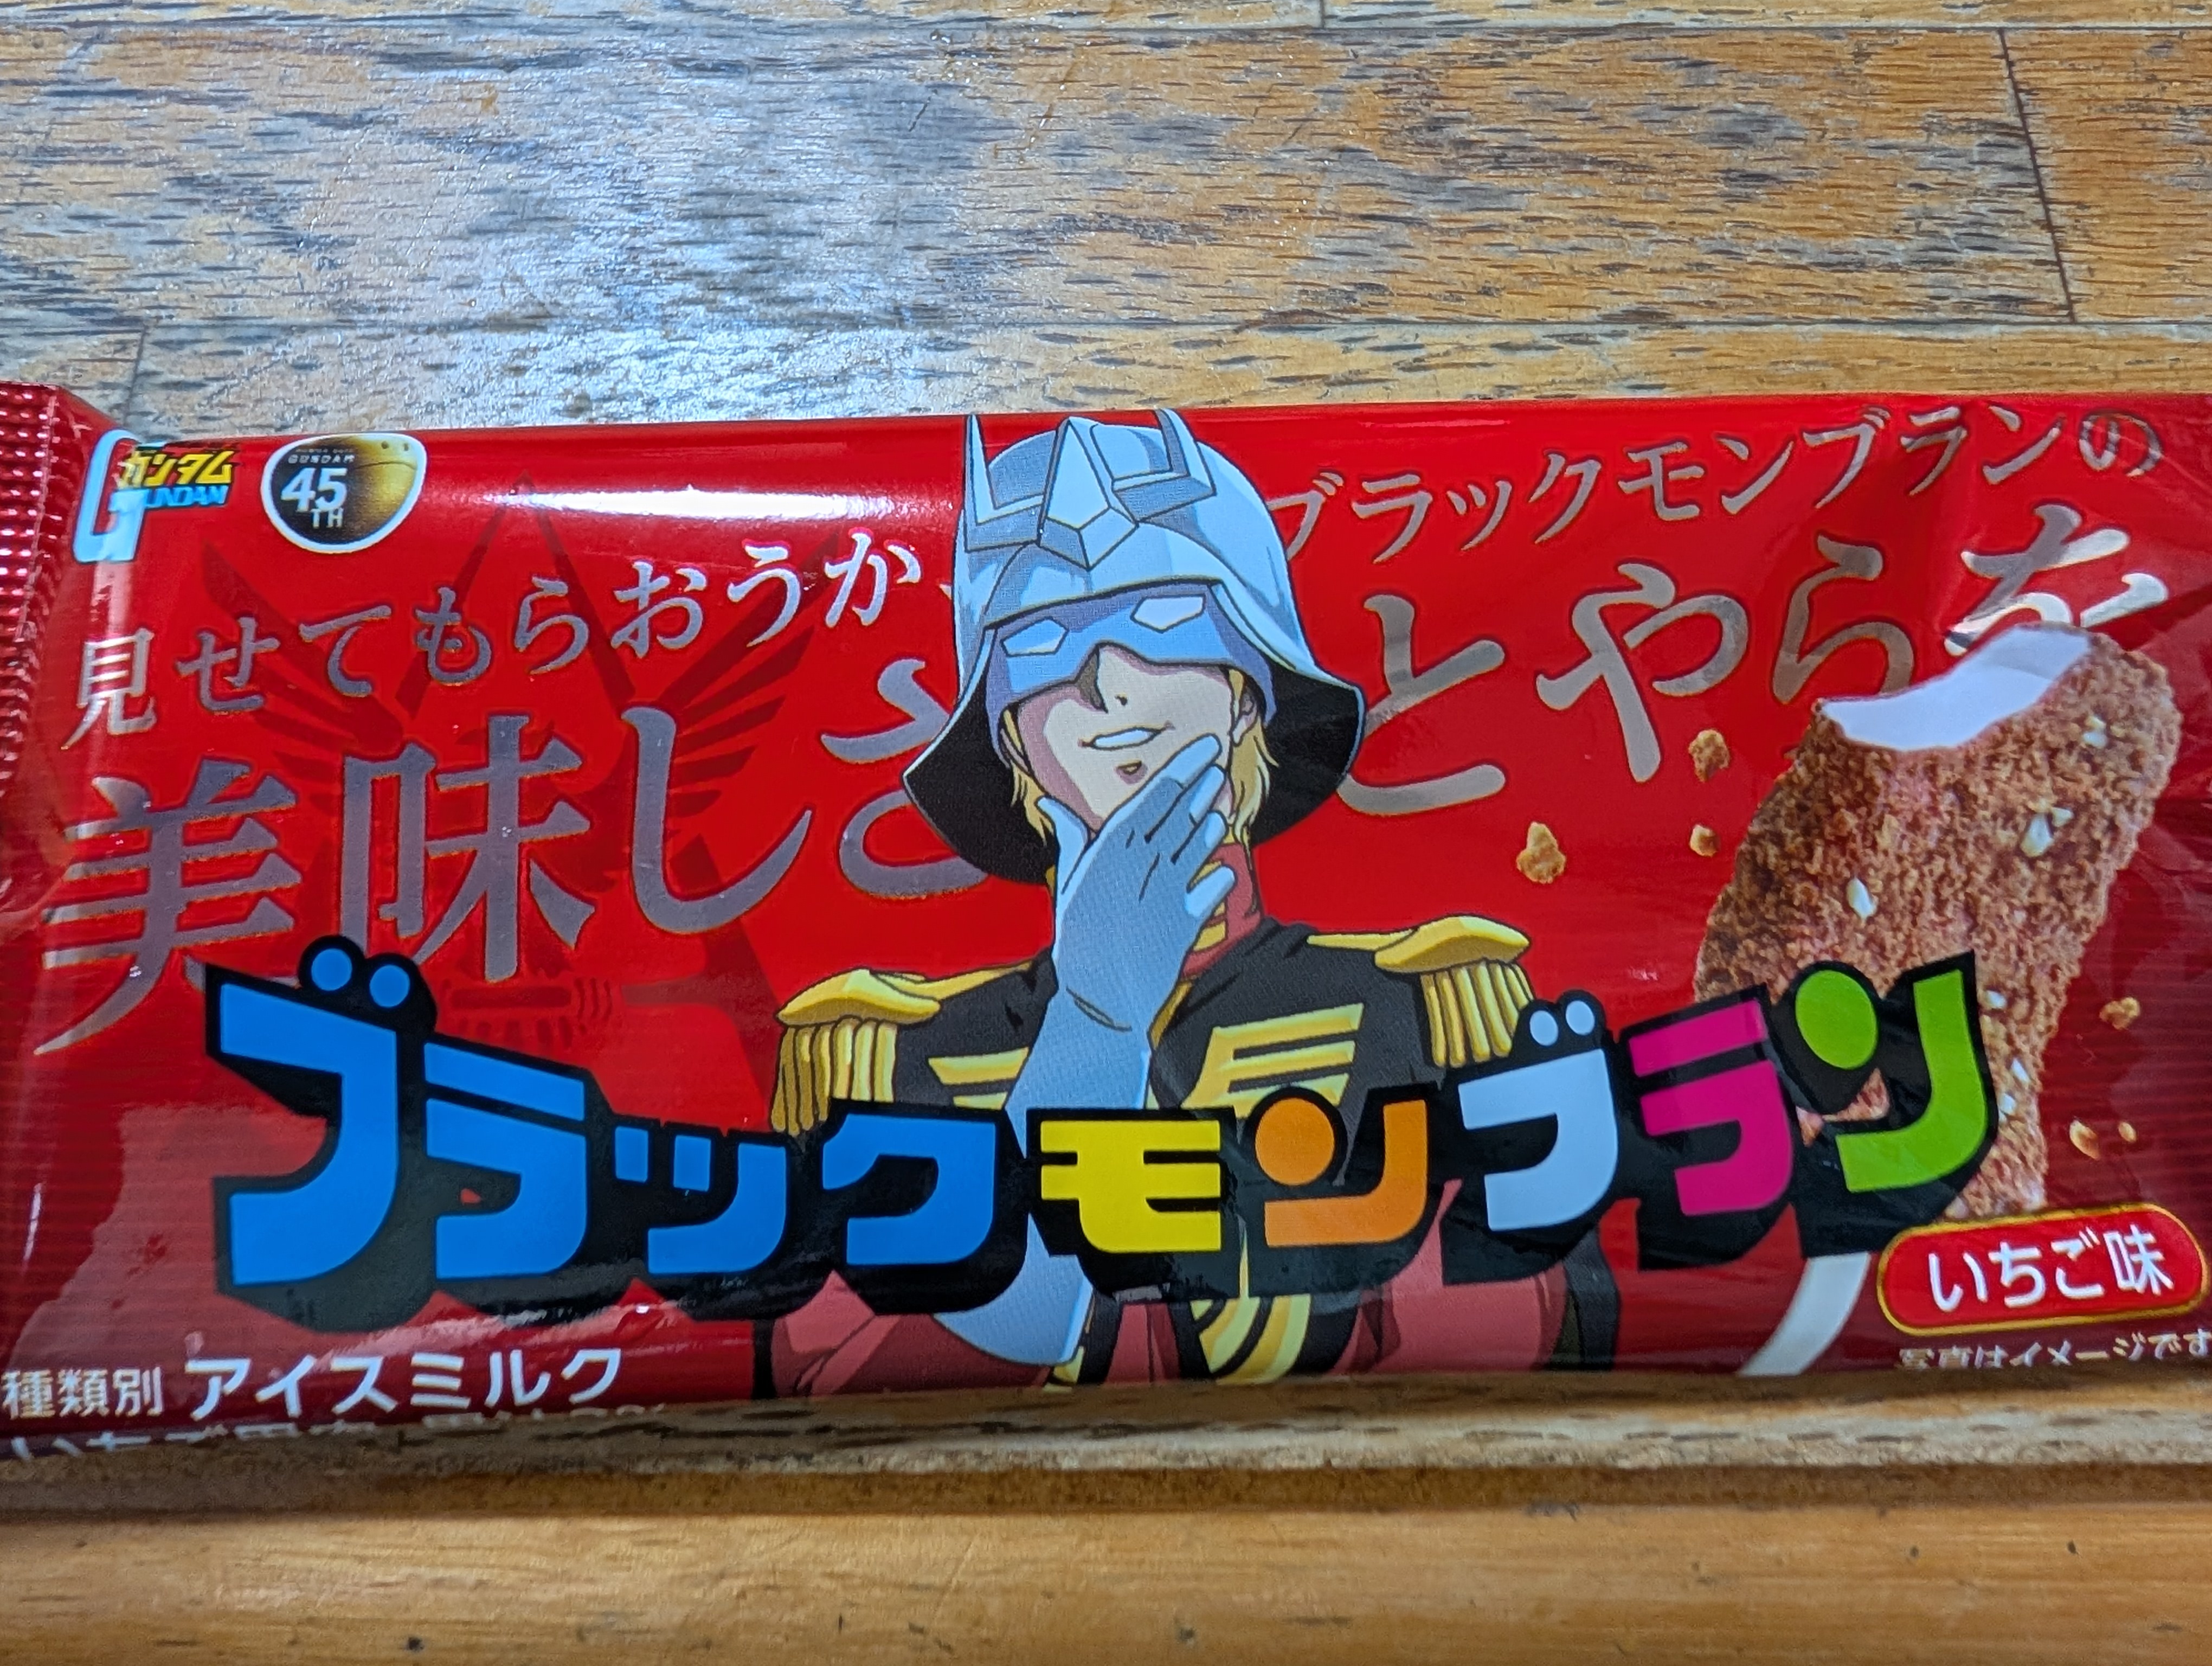 ガンダム
GUNDAM
GUNDAM
45
TH
見せてもらおうか、
ブラックモンブランの
美味しさとやらを
ブラックモンブラン
いちご味
種類別 アイスミルク
写真はイメージです